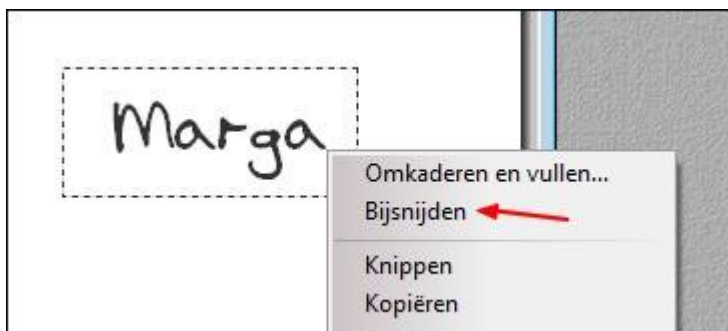 Marga
Omkaderen en vullen...
Bijsnijden
Knippen
Kopiëren